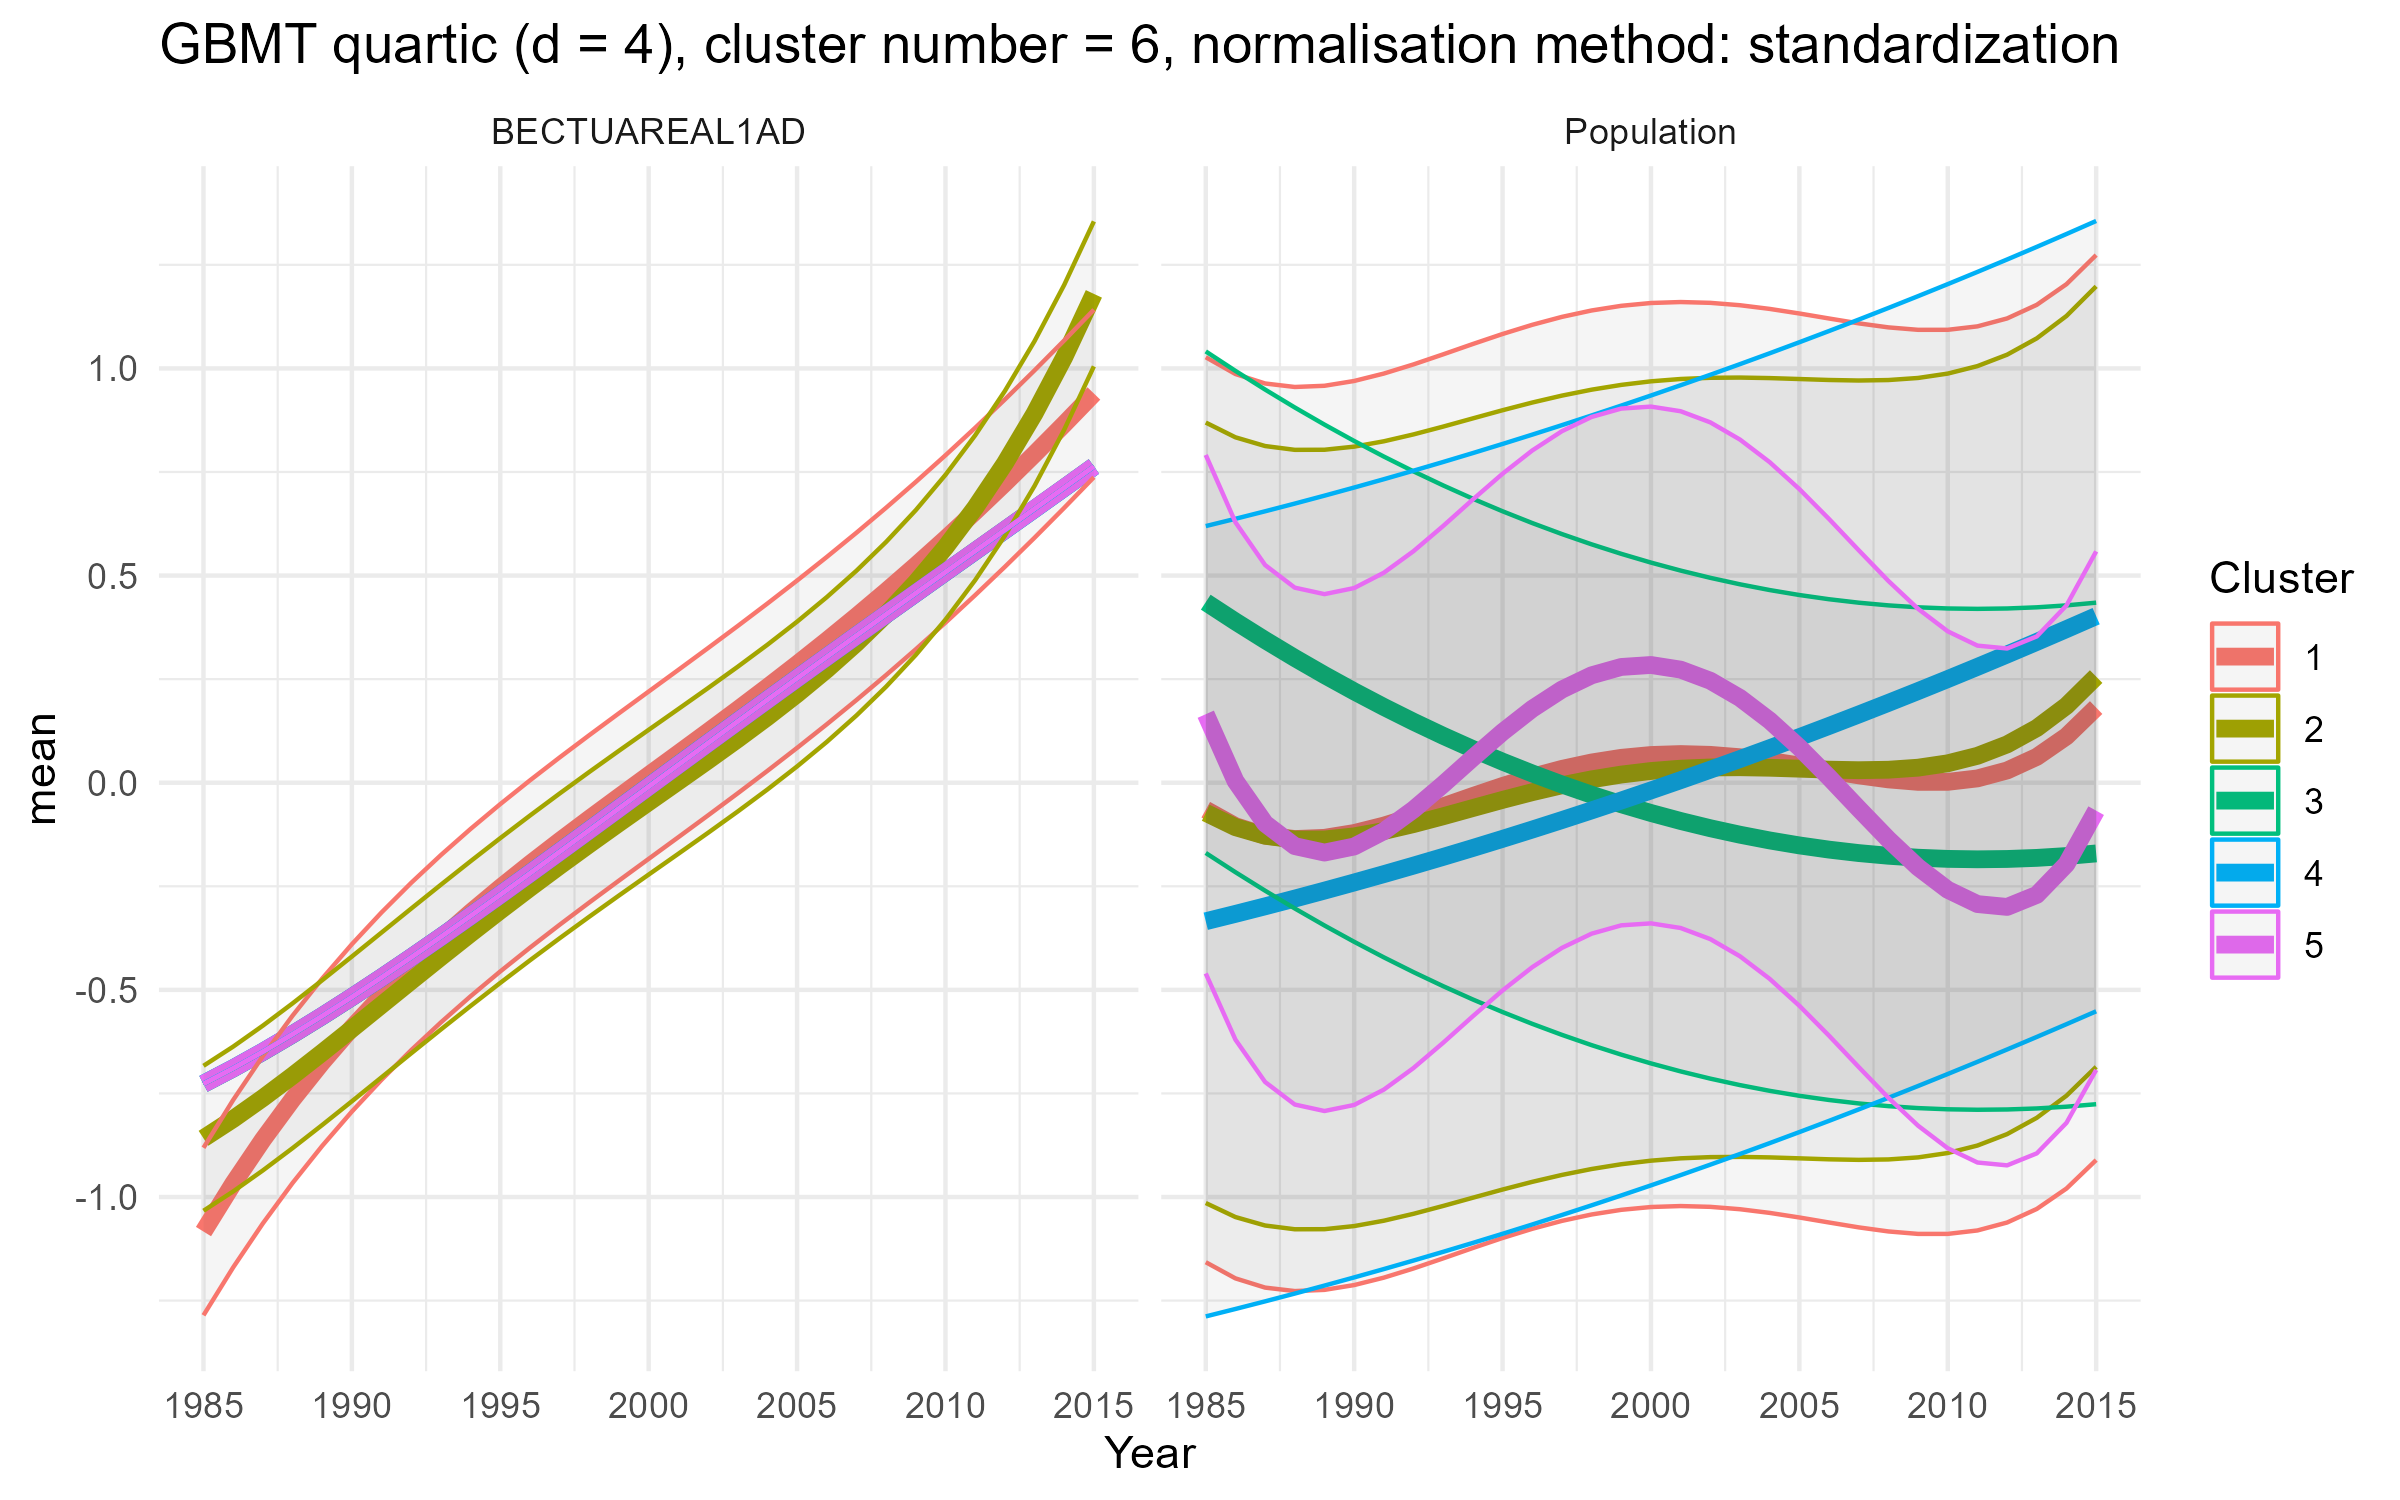 GBMT quartic (d = 4), cluster number = 6, normalisation method: standardization
BECTUAREAL1AD
Population
mean
1.0
0.5
0.0
-0.5
-1.0
1985 1990 1995 2000 2005 2010 2015
1985 1990 1995 2000 2005 2010 2015
Year
Cluster
1
2
3
4
5